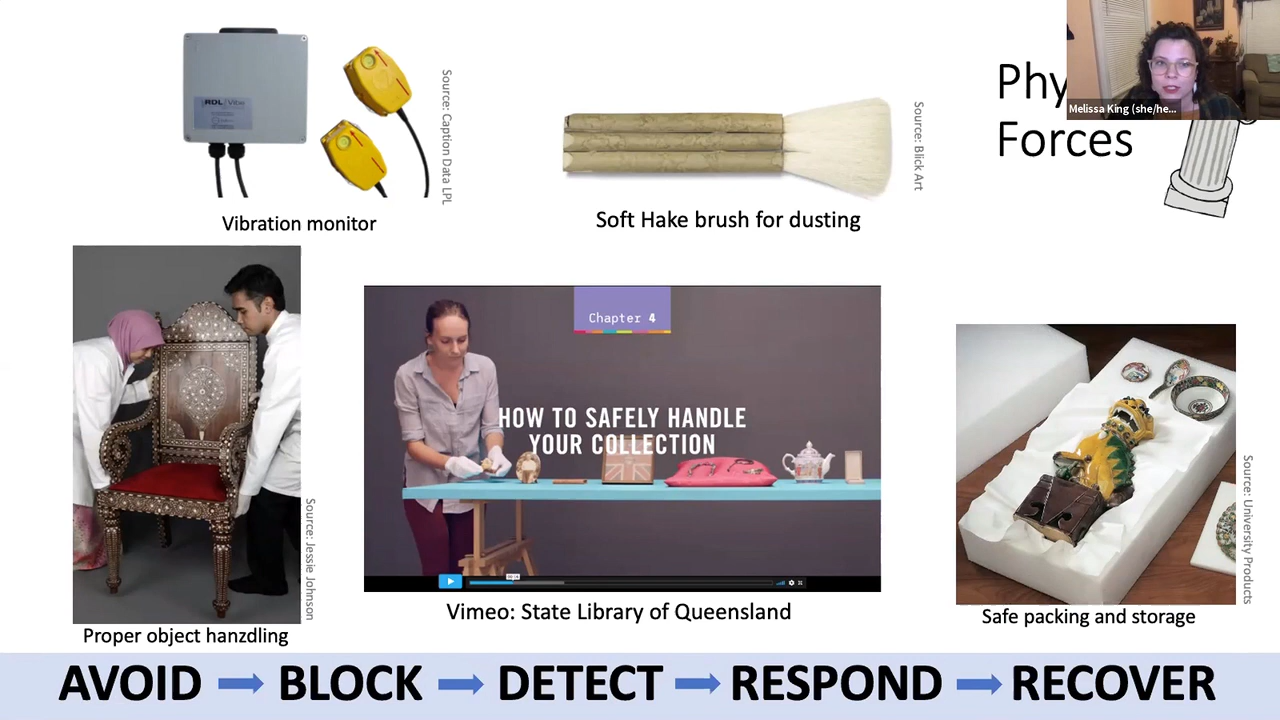 Phy
Forces
Melissa King (she/he...
RDL/Vibe
Source: Caption Data LPL
Vibration monitor
Source: Blick Art
Soft Hake brush for dusting
Source: Jessie Johnson
Proper object hanzdling
Chapter 4
HOW TO SAFELY HANDLE
YOUR COLLECTION
Vimeo: State Library of Queensland
Source: University Products
Safe packing and storage
AVOID → BLOCK → DETECT → RESPOND → RECOVER